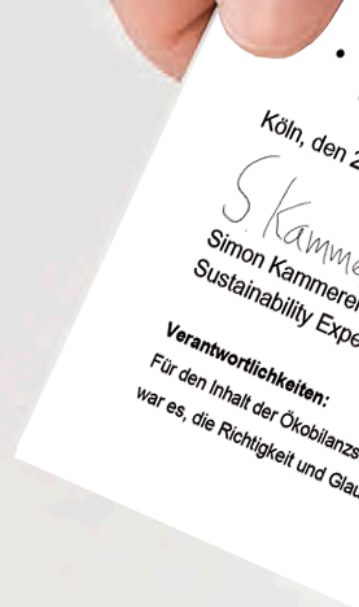 •
Köln, den 2
S. Kamme
Simon Kammerer
Sustainability Expe
Verantwortlichkeiten:
Für den Inhalt der Ökobilanzs
war es, die Richtigkeit und Glau